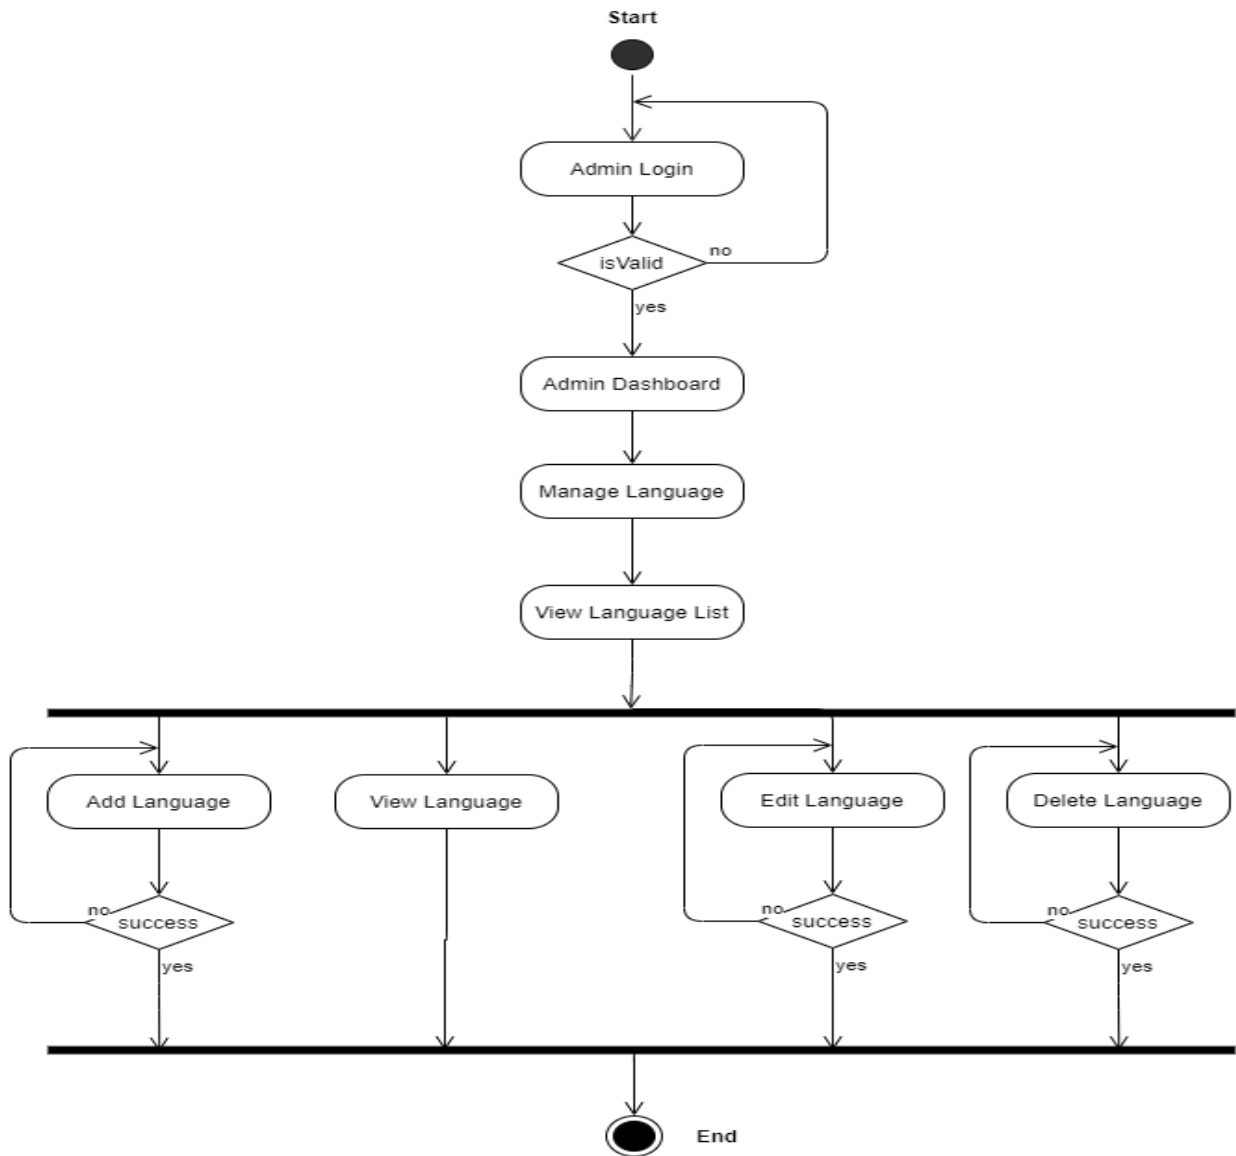 Start
Admin Login
isValid
no
yes
Admin Dashboard
Manage Language
View Language List
Add Language
View Language
Edit Language
Delete Language
no
success
no
success
no
success
yes
yes
yes
End